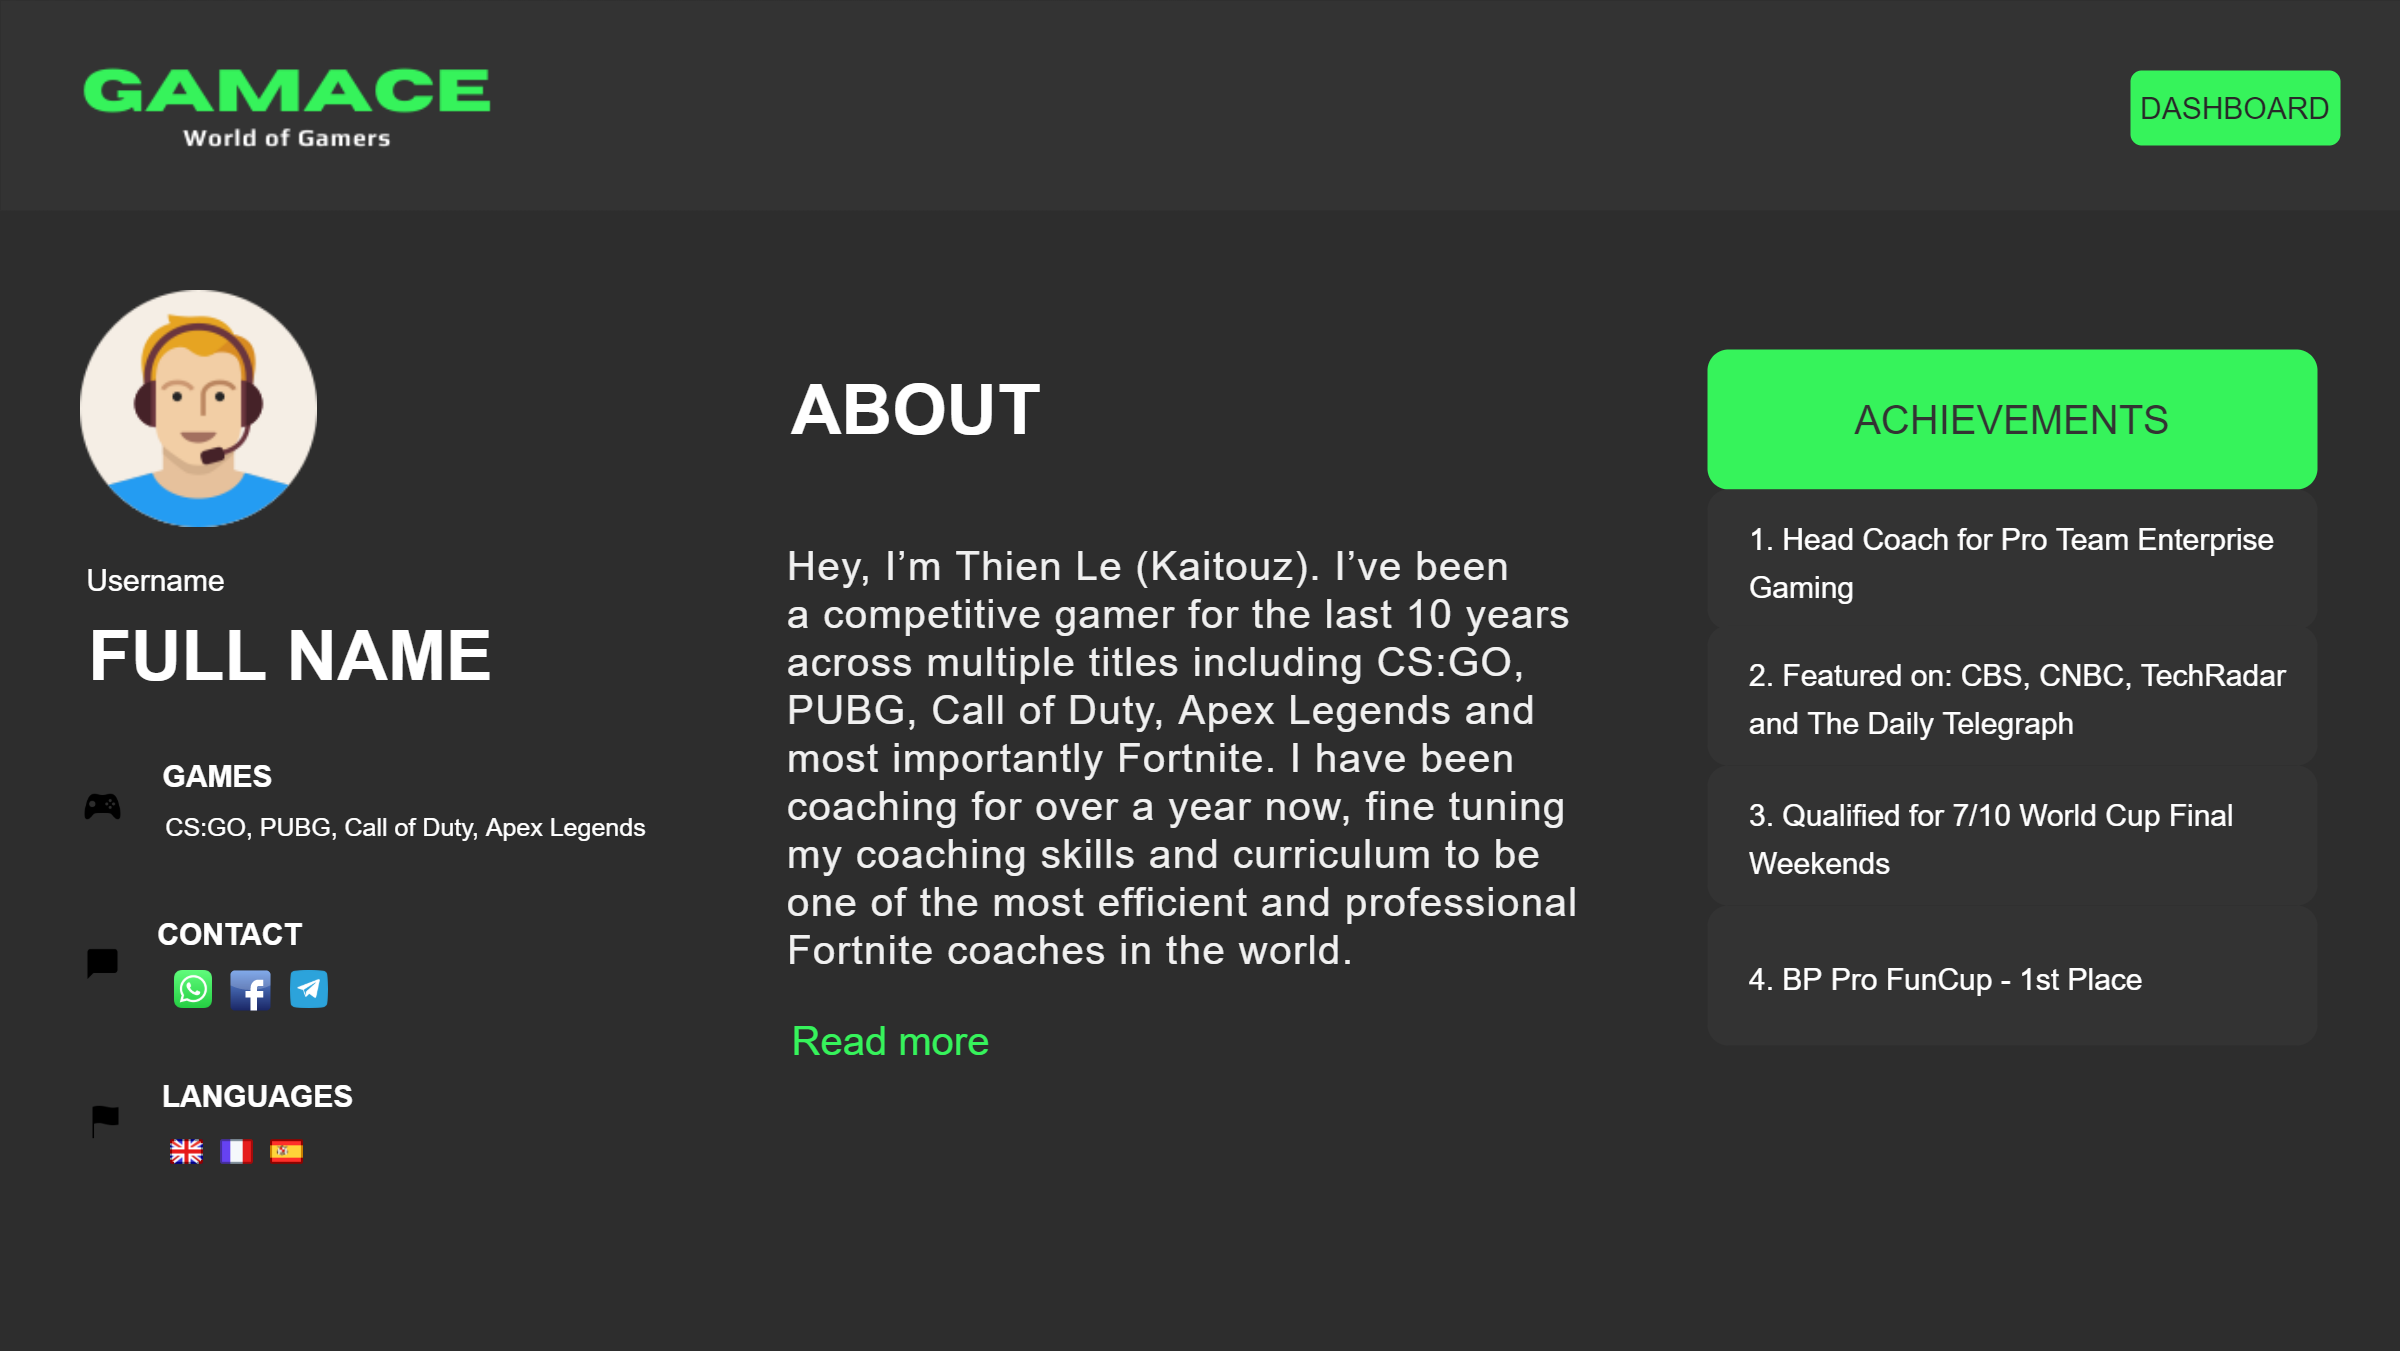 GAMACE
World of Gamers
DASHBOARD
Username
FULL NAME
GAMES
CS:GO, PUBG, Call of Duty, Apex Legends
CONTACT
LANGUAGES
ABOUT
Hey, I’m Thien Le (Kaitouz). I’ve been
a competitive gamer for the last 10 years
across multiple titles including CS:GO,
PUBG, Call of Duty, Apex Legends and
most importantly Fortnite. I have been
coaching for over a year now, fine tuning
my coaching skills and curriculum to be
one of the most efficient and professional
Fortnite coaches in the world.
Read more
ACHIEVEMENTS
1. Head Coach for Pro Team Enterprise
Gaming
2. Featured on: CBS, CNBC, TechRadar
and The Daily Telegraph
3. Qualified for 7/10 World Cup Final
Weekends
4. BP Pro FunCup - 1st Place